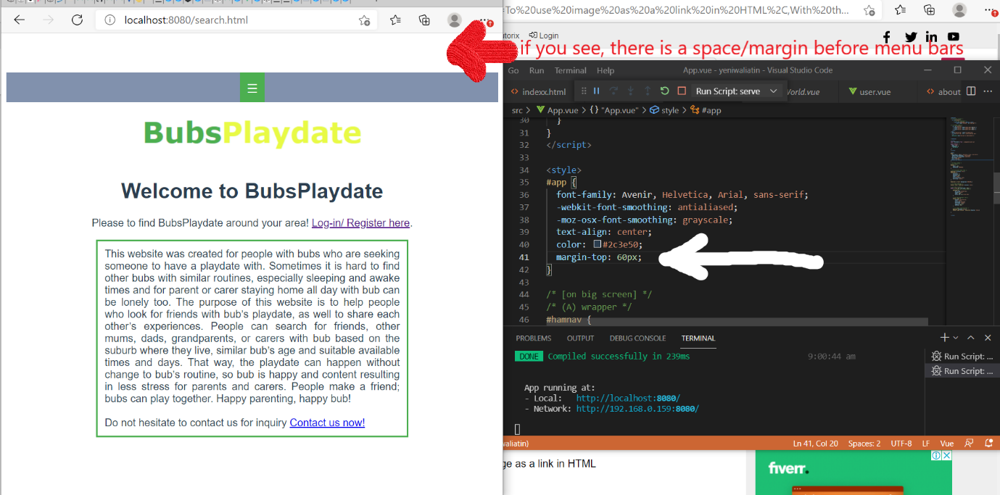 localhost:8080/search.html
=To%20use%20image%20as%20a%20link%20in%20HTML%2C,With%20th...
Login
if you see, there is a space/margin before menu bars
Go Run Terminal Help App.vue - yeniwaliatin - Visual Studio Code
indexx.html Run Script: serve World.vue user.vue about
src > App.vue > {} "App.vue" > style > #app
30 }
31 }
32 </script>
33
34 <style>
35 #app {
36 font-family: Avenir, Helvetica, Arial, sans-serif;
37 -webkit-font-smoothing: antialiased;
38 -moz-osx-font-smoothing: grayscale;
39 text-align: center;
40 color: #2c3e50;
41 margin-top: 60px;
42 }
43
44 /* [on big screen] */
45 /* (A) wrapper */
46 #hamnav {
PROBLEMS OUTPUT DEBUG CONSOLE TERMINAL
DONE Compiled successfully in 239ms 9:00:44 am
Run Script: ...
Run Script: ...
App running at:
- Local: http://localhost:8080/
- Network: http://192.168.0.159:8080/
waliatin) Ln 41, Col 20 Spaces: 2 UTF-8 LF Vue
ge as a link in HTML
fiverr.
BubsPlaydate
Welcome to BubsPlaydate
Please to find BubsPlaydate around your area! Log-in/ Register here.
This website was created for people with bubs who are seeking
someone to have a playdate with. Sometimes it is hard to find
other bubs with similar routines, especially sleeping and awake
times and for parent or carer staying home all day with bub can
be lonely too. The purpose of this website is to help people
who look for friends with bub's playdate, as well to share each
other's experiences. People can search for friends, other
mums, dads, grandparents, or carers with bub based on the
suburb where they live, similar bub's age and suitable available
times and days. That way, the playdate can happen without
change to bub's routine, so bub is happy and content resulting
in less stress for parents and carers. People make a friend;
bubs can play together. Happy parenting, happy bub!
Do not hesitate to contact us for inquiry Contact us now!